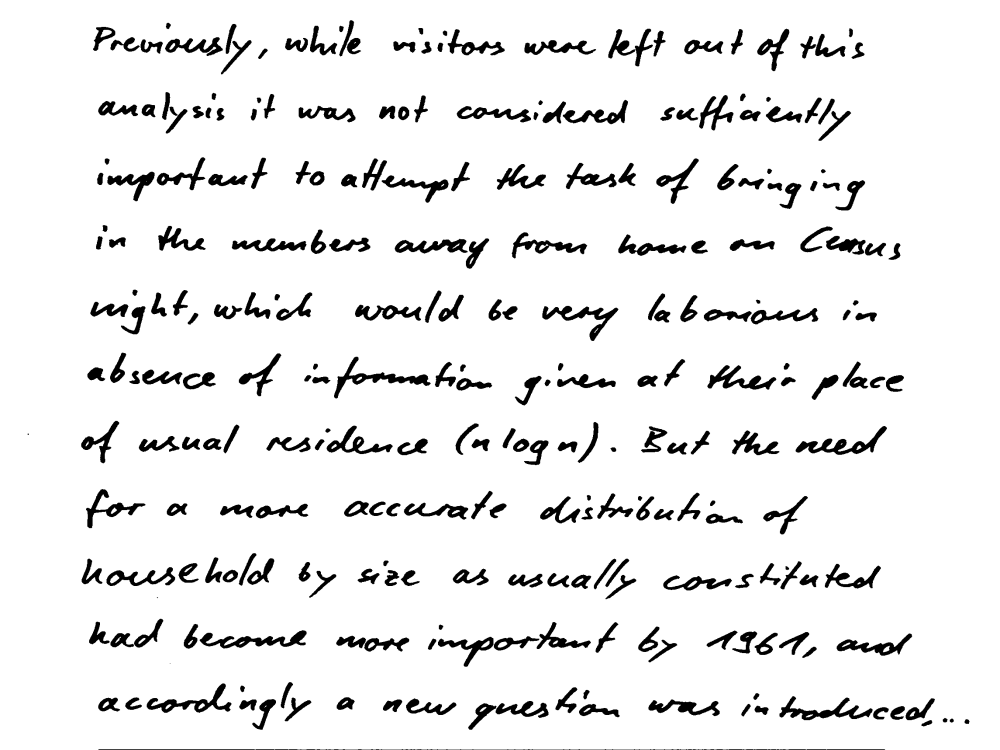 Previously, while visitors were left out of this
analysis it was not considered sufficiently
important to attempt the task of bringing
in the members away from home on Census
night, which would be very laborious in
absence of information given at their place
of usual residence (n log n). But the need
for a more accurate distribution of
household by size as usually constituted
had become more important by 1961, and
accordingly a new question was introduced,...